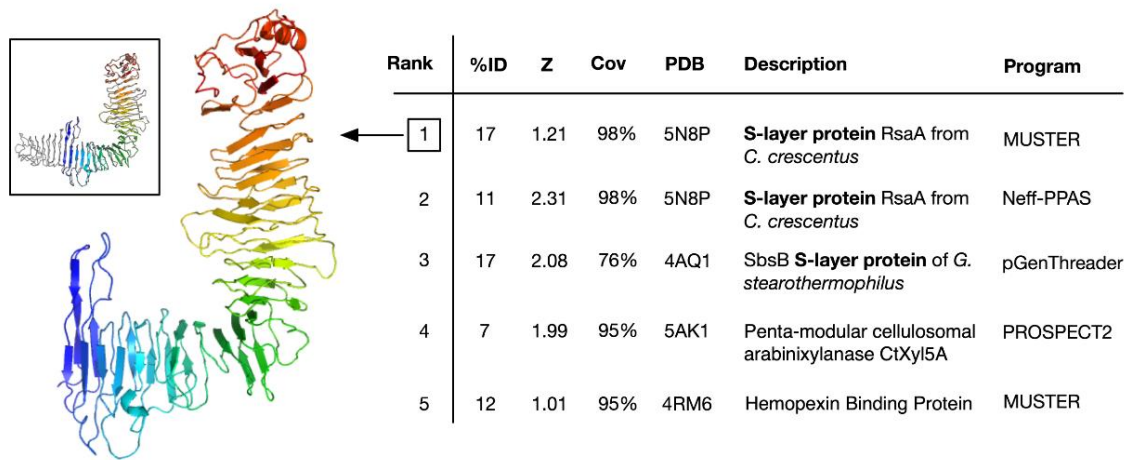 Rank %ID Z Cov PDB Description Program
1 17 1.21 98% 5N8P S-layer protein RsaA from MUSTER
C. crescentus
2 11 2.31 98% 5N8P S-layer protein RsaA from Neff-PPAS
C. crescentus
3 17 2.08 76% 4AQ1 SbsB S-layer protein of G. pGenThreader
stearothermophilus
4 7 1.99 95% 5AK1 Penta-modular cellulosomal PROSPECT2
arabinixylanase CtXyl5A
5 12 1.01 95% 4RM6 Hemopexin Binding Protein MUSTER